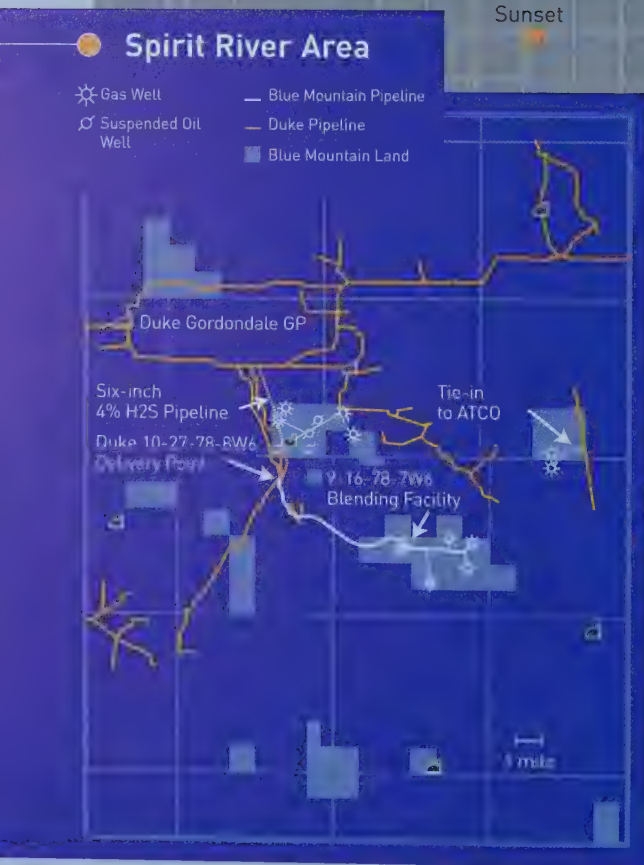 Sunset
Spirit River Area
Gas Well
Suspended Oil
Well
Blue Mountain Pipeline
Duke Pipeline
Blue Mountain Land
Duke Gordondale GP
Six-inch
4% H2S Pipeline
Duke 10-27-78-8W6
Delivery Point
Tie-in
to ATCO
9-16-78-7W6
Blending Facility
1 mile